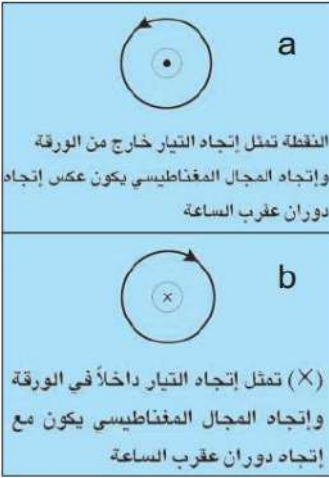 a
النقطة تمثل إتجاه التيار خارج من الورقة
وإتجاه المجال المغناطيسي يكون عكس إتجاه
دوران عقرب الساعة
b
(×) تمثل إتجاه التيار داخلاً في الورقة
وإتجاه المجال المغناطيسي يكون مع
إتجاه دوران عقرب الساعة